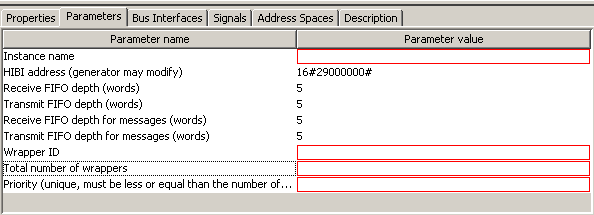 Properties Parameters Bus Interfaces Signals Address Spaces Description
Parameter name Parameter value
Instance name
HIBI address (generator may modify) 16#29000000#
Receive FIFO depth (words) 5
Transmit FIFO depth (words) 5
Receive FIFO depth for messages (words) 5
Transmit FIFO depth for messages (words) 5
Wrapper ID
Total number of wrappers
Priority (unique, must be less or equal than the number of...